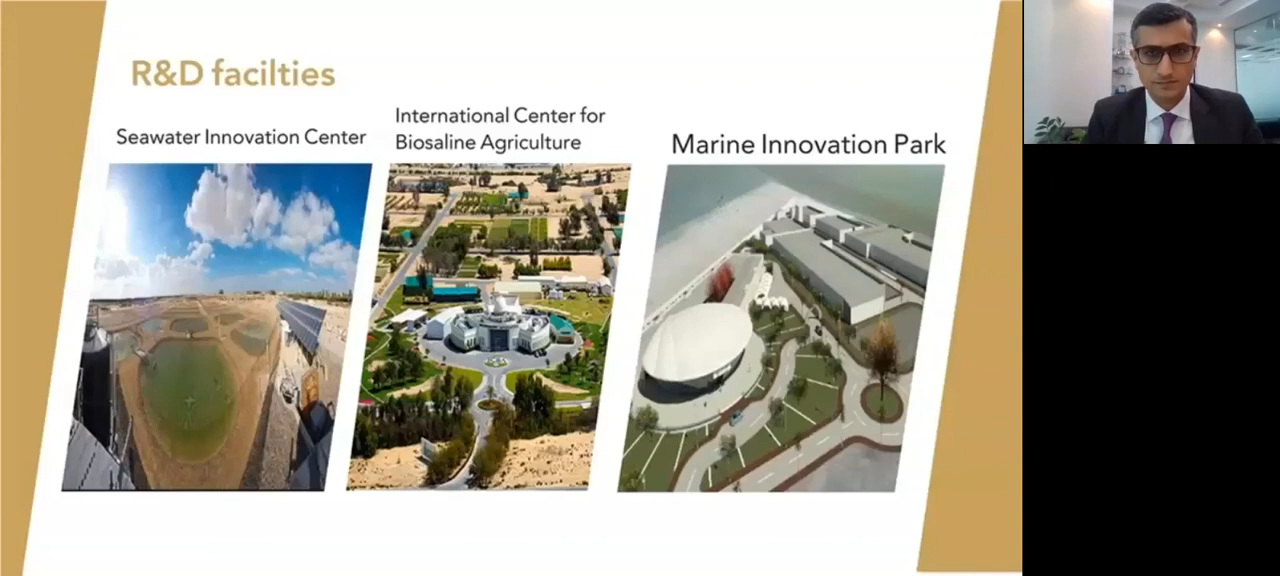 R&D facilties
Seawater Innovation Center
International Center for
Biosaline Agriculture
Marine Innovation Park